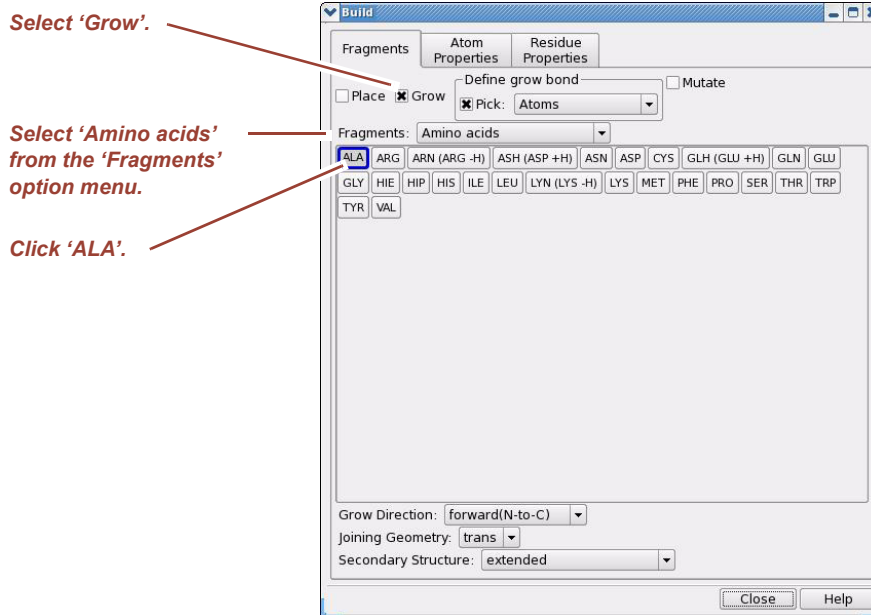 Select ‘Grow’.
Select ‘Amino acids’
from the ‘Fragments’
option menu.
Click ‘ALA’.
Build
Fragments
Atom
Properties
Residue
Properties
Place Grow
Define grow bond
Pick: Atoms
Mutate
Fragments: Amino acids
ALA ARG ARN (ARG -H) ASH (ASP +H) ASN ASP CYS GLH (GLU +H) GLN GLU
GLY HIE HIP HIS ILE LEU LYN (LYS -H) LYS MET PHE PRO SER THR TRP
TYR VAL
Grow Direction: forward(N-to-C)
Joining Geometry: trans
Secondary Structure: extended
Close Help